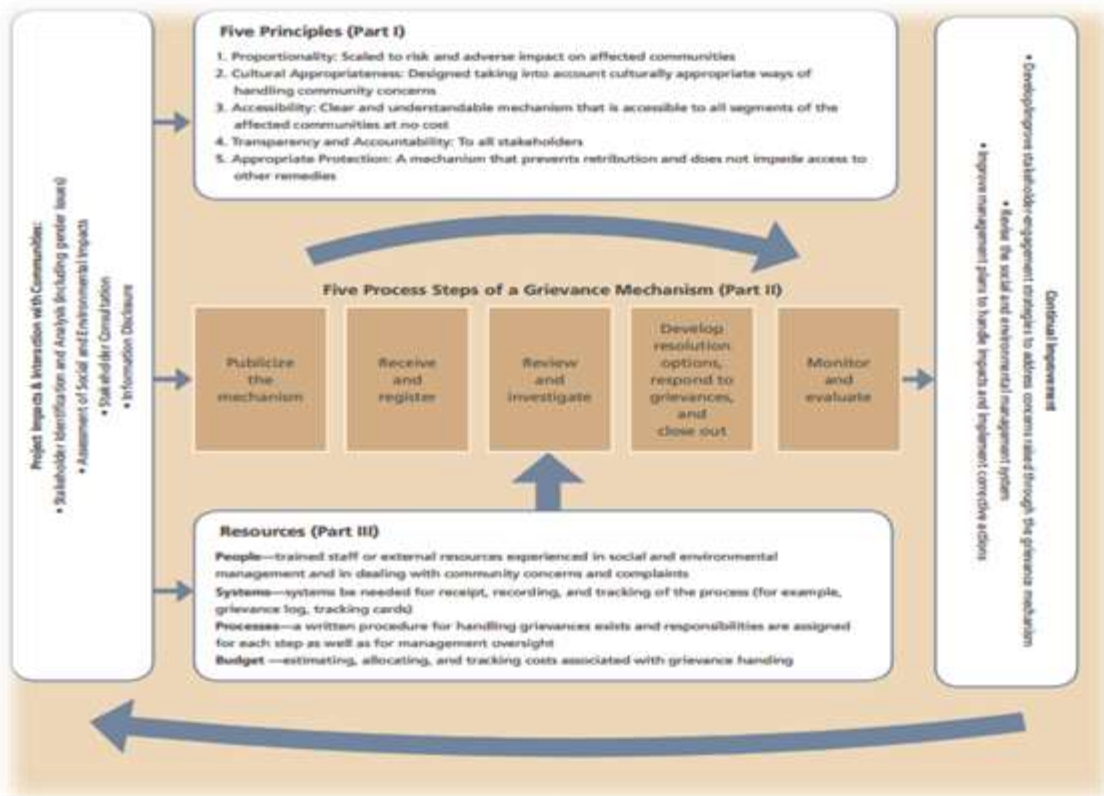 Project Impacts & Interaction with Communities:
• Stakeholder Identification and Analysis (including gender issues)
• Assessment of Social and Environmental Impacts
• Stakeholder Consultation
• Information Disclosure
Five Principles (Part I)
1. Proportionality: Scaled to risk and adverse impact on affected communities
2. Cultural Appropriateness: Designed taking into account culturally appropriate ways of
handling community concerns
3. Accessibility: Clear and understandable mechanism that is accessible to all segments of the
affected communities at no cost
4. Transparency and Accountability: To all stakeholders
5. Appropriate Protection: A mechanism that prevents retribution and does not impede access to
other remedies
Five Process Steps of a Grievance Mechanism (Part II)
Publicize
the
mechanism
Receive
and
register
Review
and
investigate
Develop
resolution
options,
respond to
grievances,
and
close out
Monitor
and
evaluate
Resources (Part III)
People—trained staff or external resources experienced in social and environmental
management and in dealing with community concerns and complaints
Systems—systems be needed for receipt, recording, and tracking of the process (for example,
grievance log, tracking cards)
Processes—a written procedure for handling grievances exists and responsibilities are assigned
for each step as well as for management oversight
Budget —estimating, allocating, and tracking costs associated with grievance handing
Continual Improvement
• Develop/improve stakeholder-engagement strategies to address concerns raised through the grievance mechanism
• Revise the social and environmental management system
• Improve management plans to handle impacts and implement corrective actions